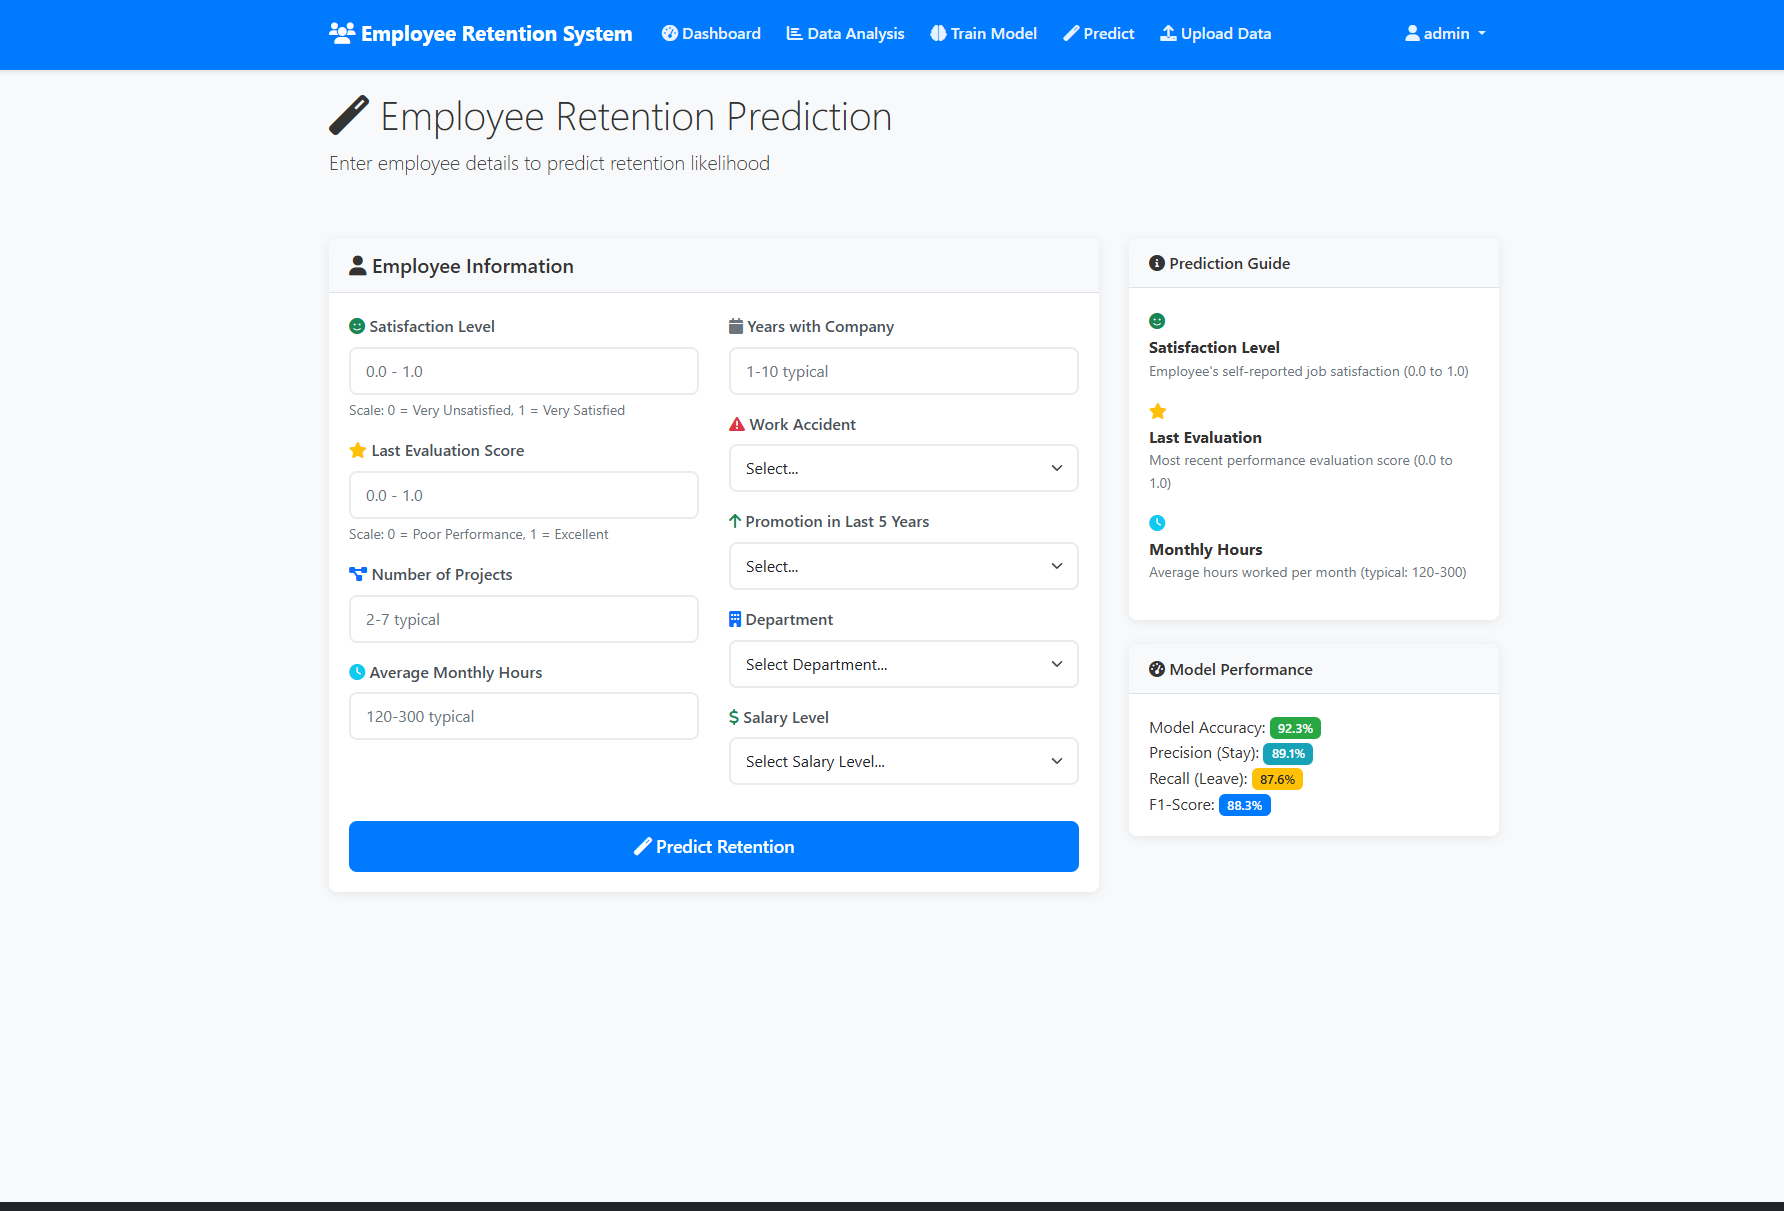 Employee Retention System
Dashboard
Data Analysis
Train Model
Predict
Upload Data
admin
Employee Retention Prediction
Enter employee details to predict retention likelihood
Employee Information
Satisfaction Level
0.0 - 1.0
Scale: 0 = Very Unsatisfied, 1 = Very Satisfied
Last Evaluation Score
0.0 - 1.0
Scale: 0 = Poor Performance, 1 = Excellent
Number of Projects
2-7 typical
Average Monthly Hours
120-300 typical
Years with Company
1-10 typical
Work Accident
Select...
Promotion in Last 5 Years
Select...
Department
Select Department...
Salary Level
Select Salary Level...
Predict Retention
Prediction Guide
Satisfaction Level
Employee's self-reported job satisfaction (0.0 to 1.0)
Last Evaluation
Most recent performance evaluation score (0.0 to
1.0)
Monthly Hours
Average hours worked per month (typical: 120-300)
Model Performance
Model Accuracy: 92.3%
Precision (Stay): 89.1%
Recall (Leave): 87.6%
F1-Score: 88.3%